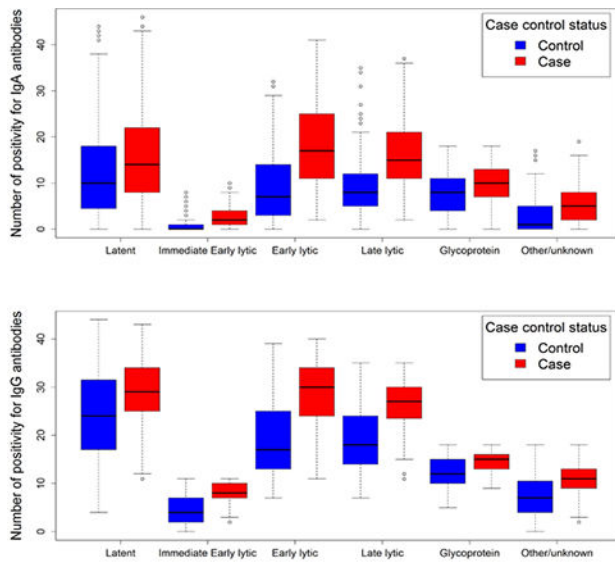 Number of positivity for IgA antibodies
40
30
20
10
0
Case control status
Control
Case
Latent Immediate Early lytic Early lytic Late lytic Glycoprotein Other/unknown
Number of positivity for IgG antibodies
40
30
20
10
0
Case control status
Control
Case
Latent Immediate Early lytic Early lytic Late lytic Glycoprotein Other/unknown